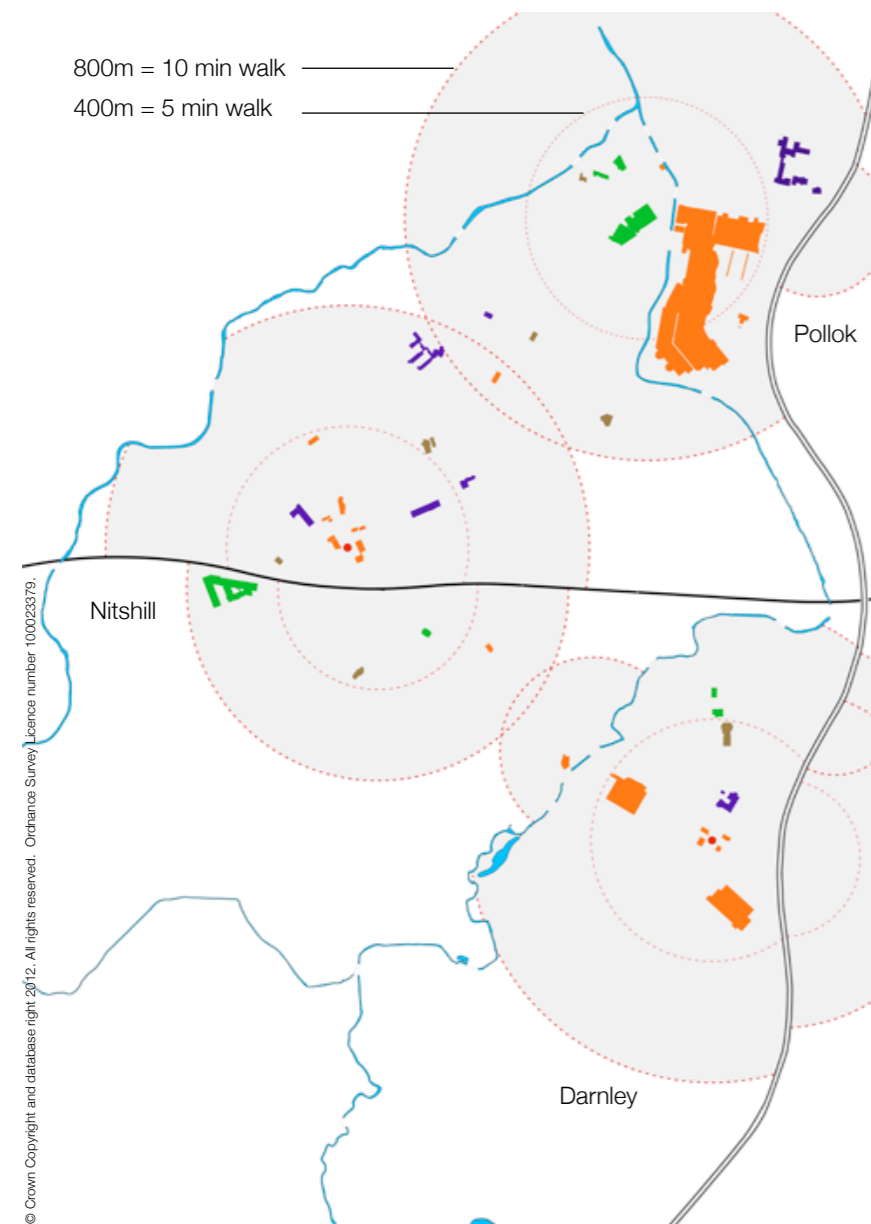 800m = 10 min walk
400m = 5 min walk
Pollok
Nitshill
Darnley
© Crown Copyright and database right 2012. All rights reserved. Ordnance Survey Licence number 100023379.